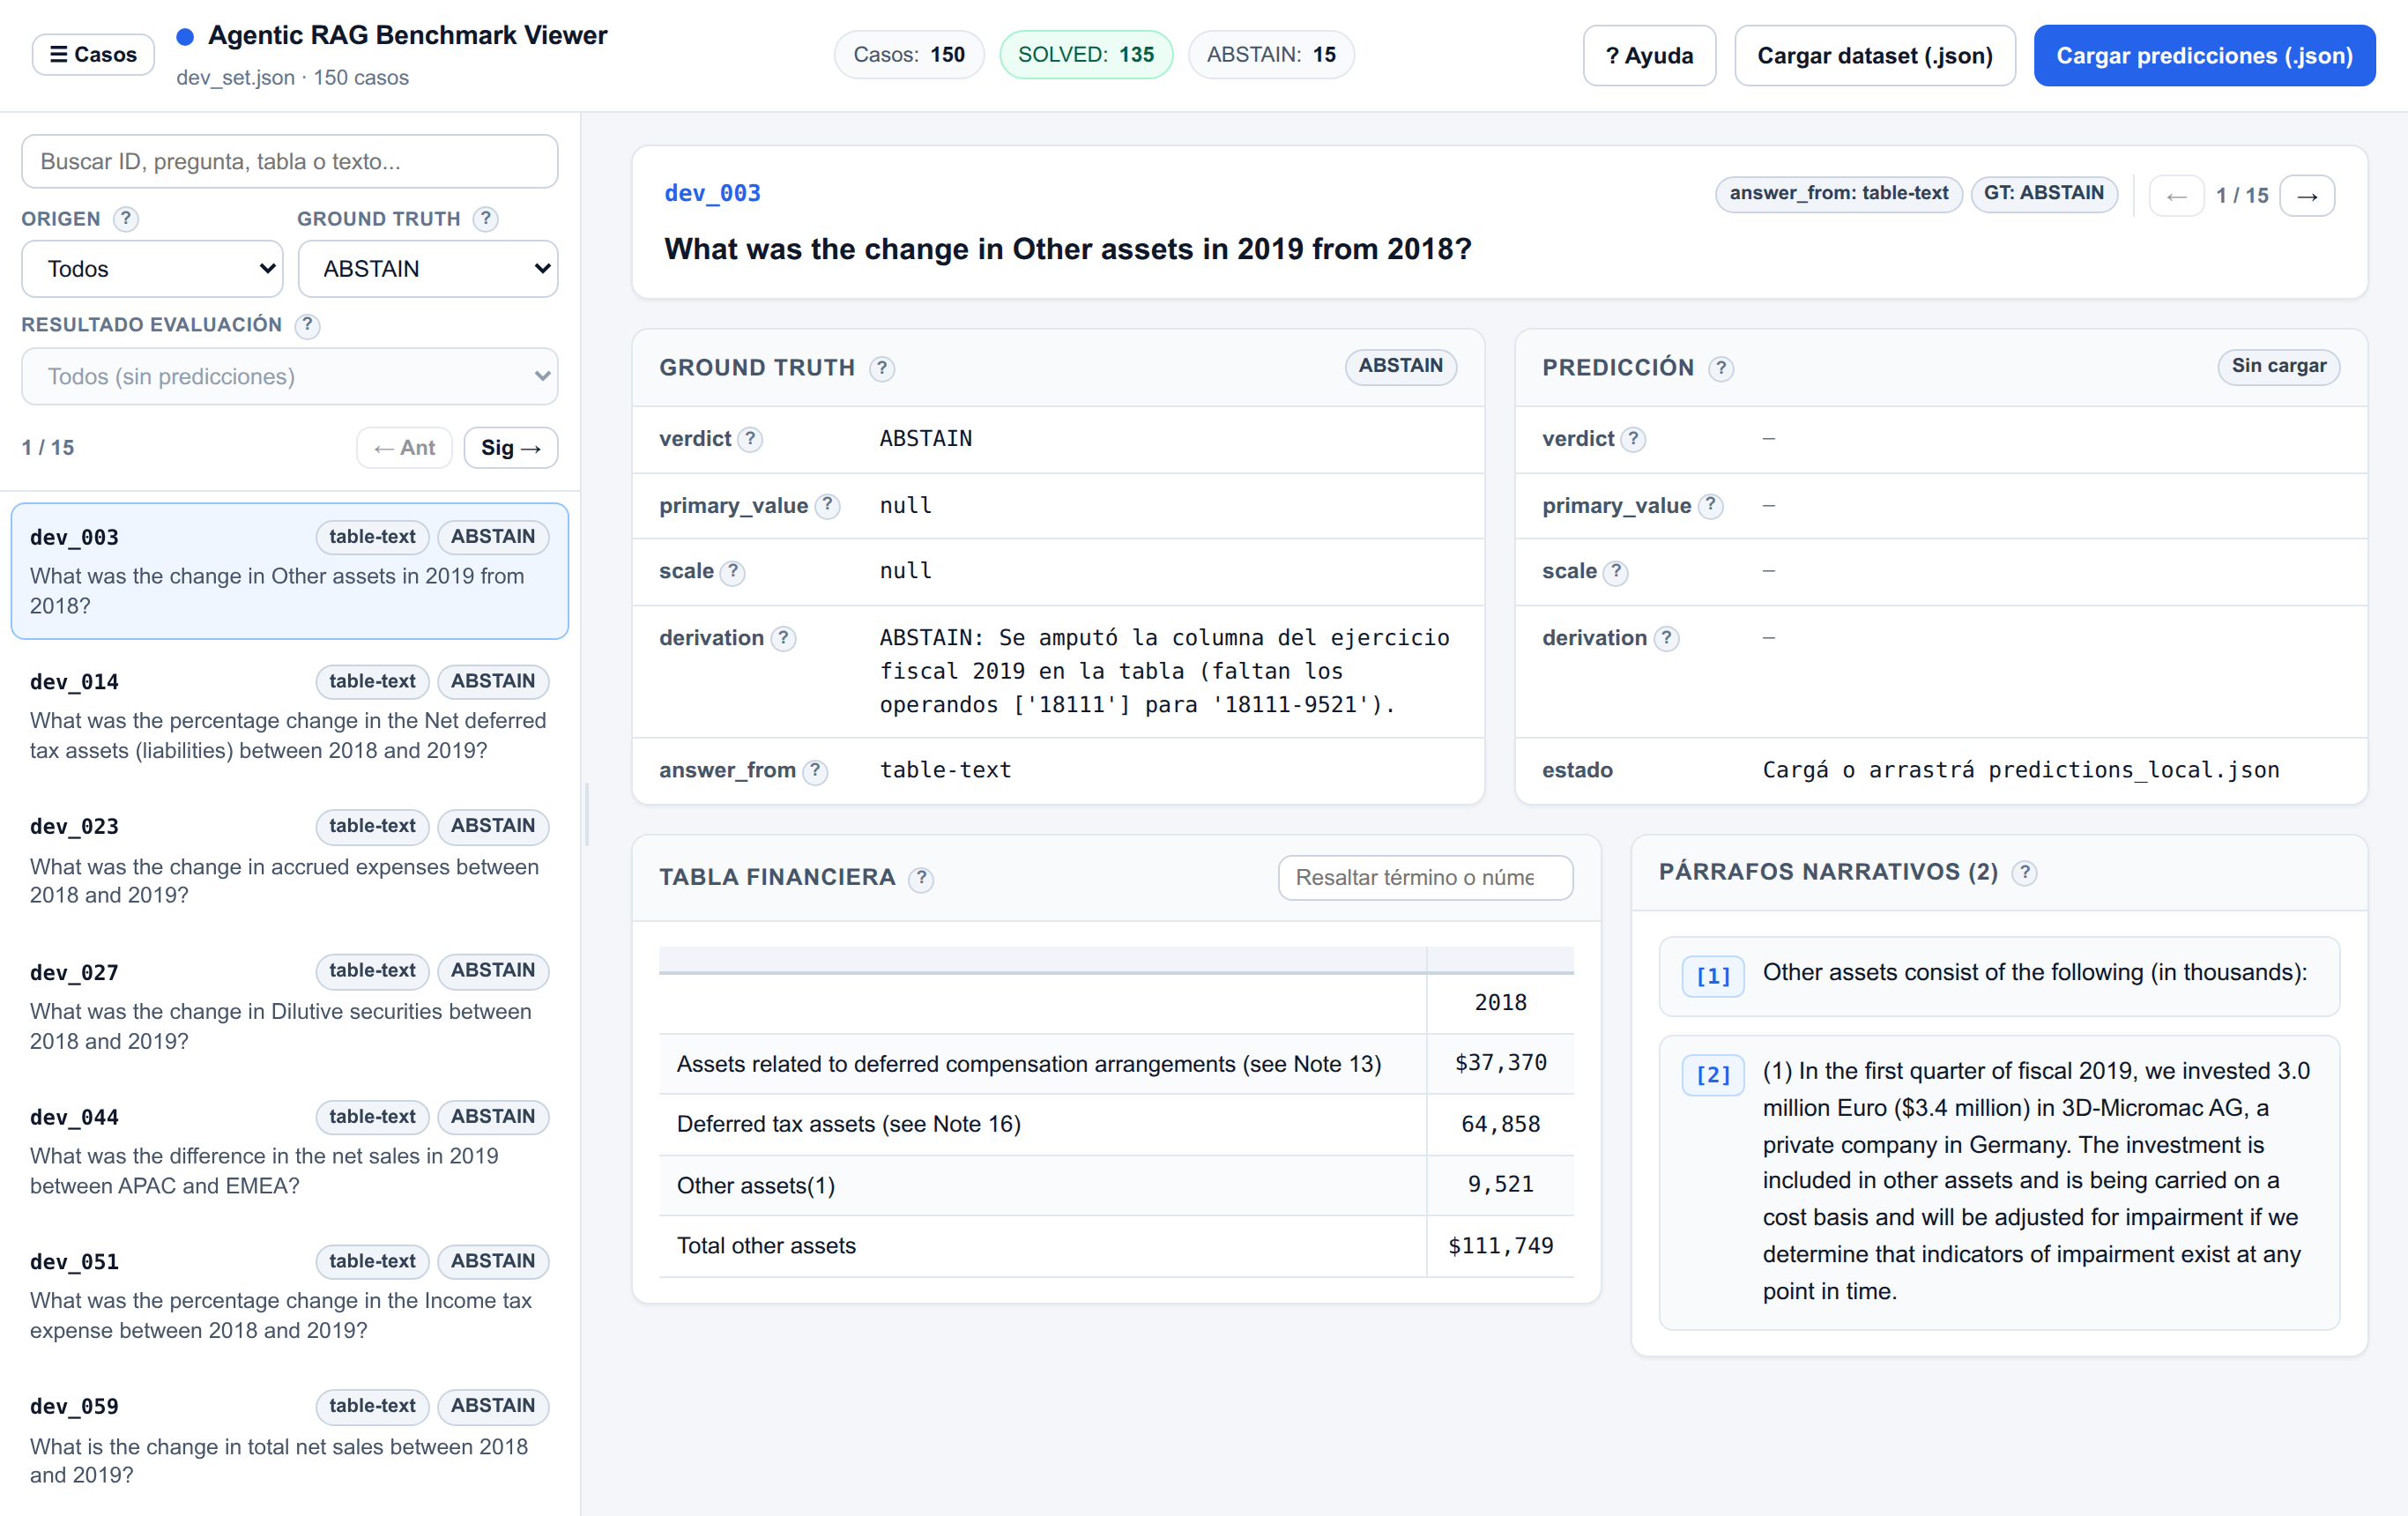 ☰ Casos
Agentic RAG Benchmark Viewer
dev_set.json · 150 casos
Casos: 150
SOLVED: 135
ABSTAIN: 15
? Ayuda
Cargar dataset (.json)
Cargar predicciones (.json)
Buscar ID, pregunta, tabla o texto...
ORIGEN ?
GROUND TRUTH ?
Todos
ABSTAIN
RESULTADO EVALUACIÓN ?
Todos (sin predicciones)
1 / 15
← Ant
Sig →
dev_003 table-text ABSTAIN
What was the change in Other assets in 2019 from
2018?
dev_014 table-text ABSTAIN
What was the percentage change in the Net deferred
tax assets (liabilities) between 2018 and 2019?
dev_023 table-text ABSTAIN
What was the change in accrued expenses between
2018 and 2019?
dev_027 table-text ABSTAIN
What was the change in Dilutive securities between
2018 and 2019?
dev_044 table-text ABSTAIN
What was the difference in the net sales in 2019
between APAC and EMEA?
dev_051 table-text ABSTAIN
What was the percentage change in the Income tax
expense between 2018 and 2019?
dev_059 table-text ABSTAIN
What is the change in total net sales between 2018
and 2019?
dev_003
answer_from: table-text
GT: ABSTAIN
← 1 / 15 →
What was the change in Other assets in 2019 from 2018?
GROUND TRUTH ? ABSTAIN
verdict ? ABSTAIN
primary_value ? null
scale ? null
derivation ? ABSTAIN: Se amputó la columna del ejercicio
fiscal 2019 en la tabla (faltan los
operandos ['18111'] para '18111-9521').
answer_from ? table-text
PREDICCIÓN ? Sin cargar
verdict ? —
primary_value ? —
scale ? —
derivation ? —
estado Cargá o arrastrá predictions_local.json
TABLA FINANCIERA ?
Resaltar término o núme
2018
Assets related to deferred compensation arrangements (see Note 13) $37,370
Deferred tax assets (see Note 16) 64,858
Other assets(1) 9,521
Total other assets $111,749
PÁRRAFOS NARRATIVOS (2) ?
[1] Other assets consist of the following (in thousands):
[2] (1) In the first quarter of fiscal 2019, we invested 3.0
million Euro ($3.4 million) in 3D-Micromac AG, a
private company in Germany. The investment is
included in other assets and is being carried on a
cost basis and will be adjusted for impairment if we
determine that indicators of impairment exist at any
point in time.